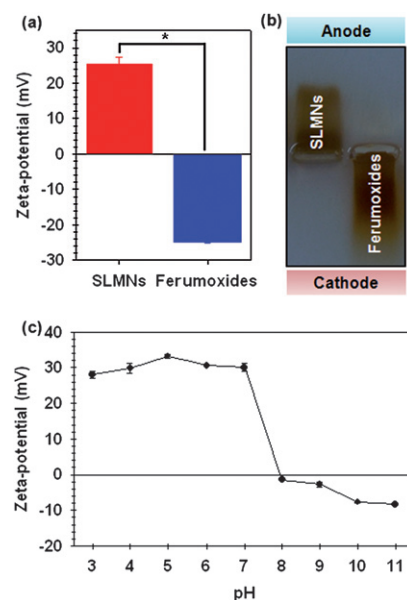 (a)
*
Zeta-potential (mV)
30
20
10
0
-10
-20
-30
SLMNs Ferumoxides
(b)
Anode
SLMNs
Ferumoxides
Cathode
(c)
Zeta-potential (mV)
40
30
20
10
0
-10
-20
3 4 5 6 7 8 9 10 11
pH